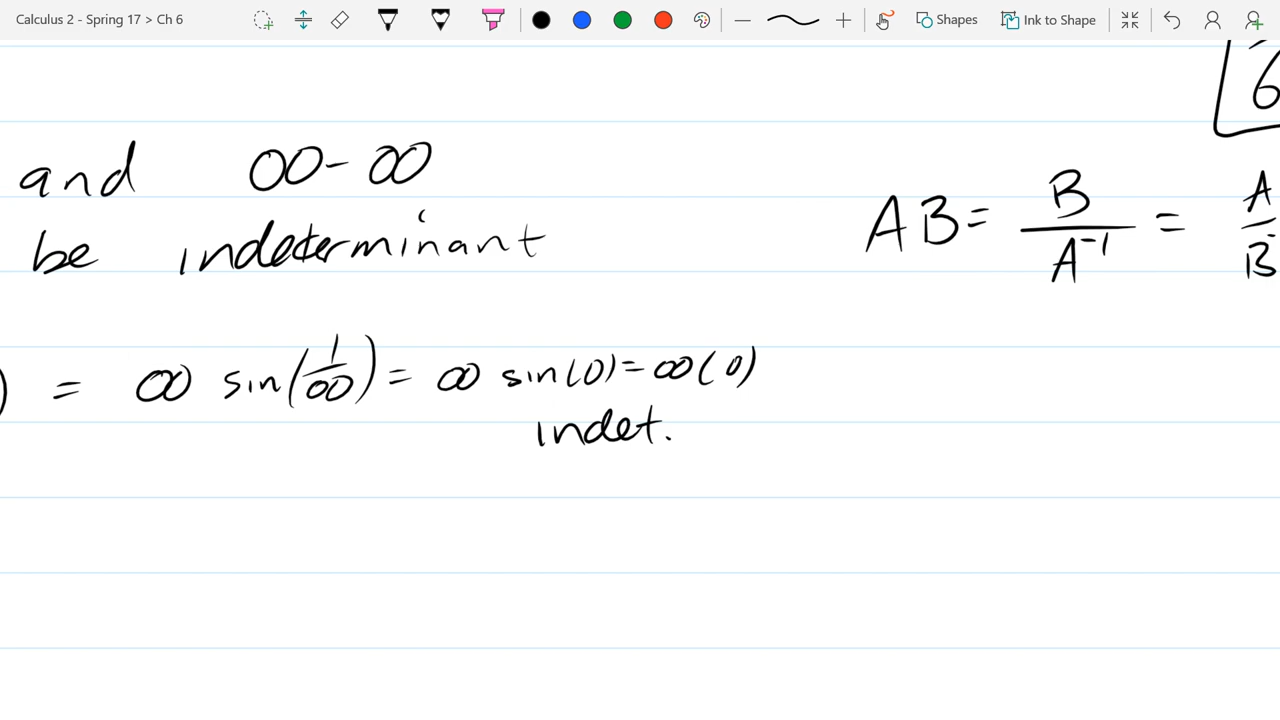 Calculus 2 - Spring 17 > Ch 6
Shapes
Ink to Shape
6
and ∞-∞
be indeterminant
AB = B/A⁻¹ = A/B⁻
) = ∞ sin(1/∞) = ∞ sin(0) = ∞(0)
indet.